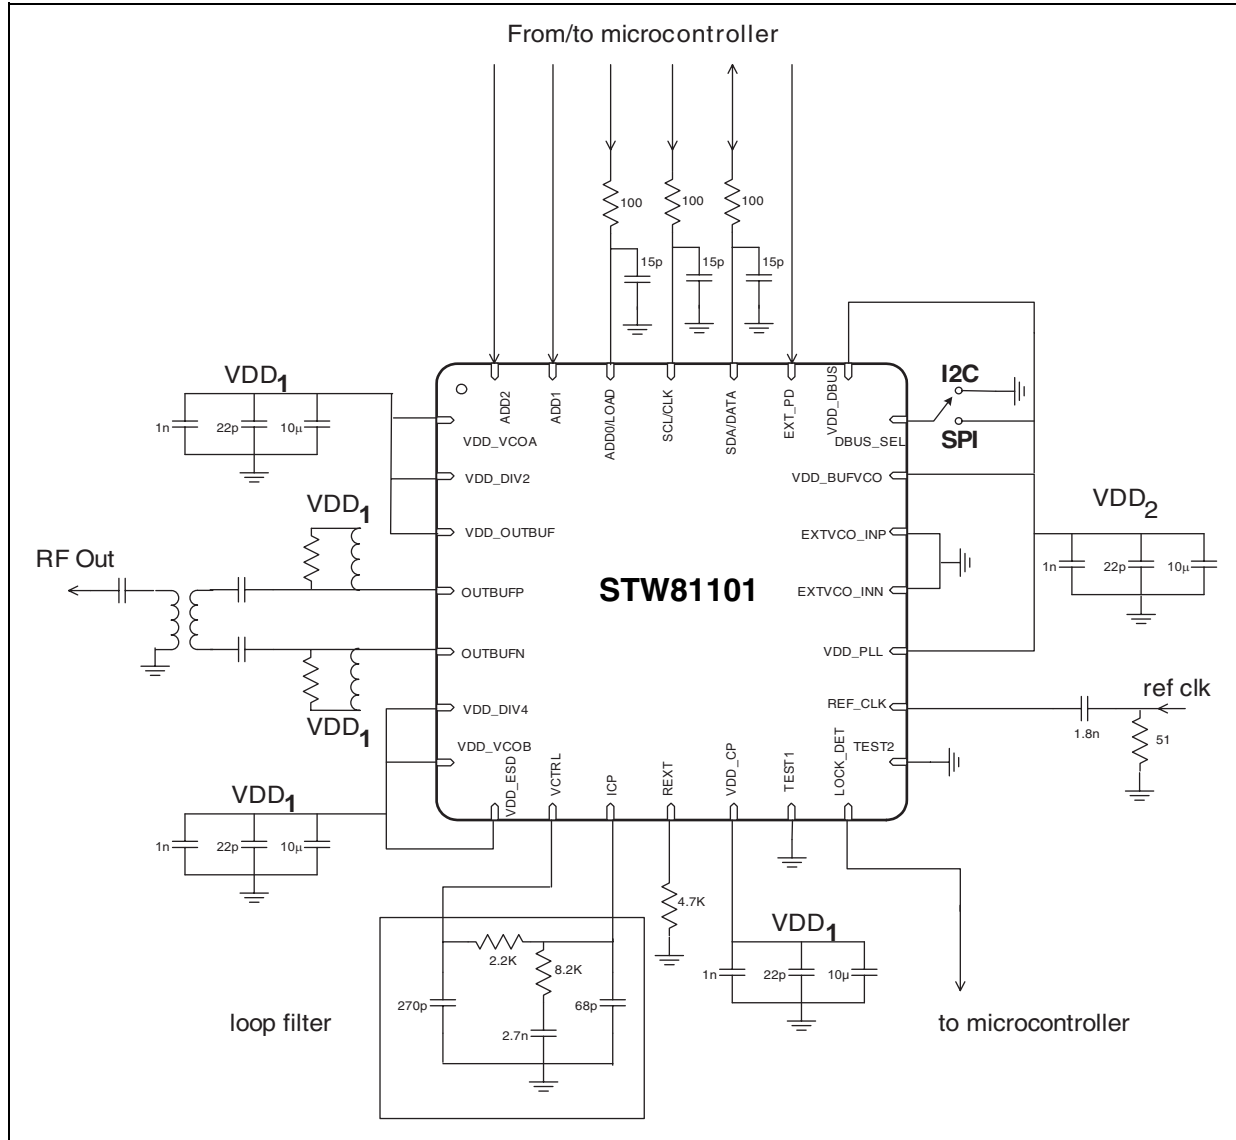 From/to microcontroller
100
100
100
15p
15p
15p
VDD1
1n
22p
10µ
ADD2
ADD1
ADD0/LOAD
SCL/CLK
SDA/DATA
EXT_PD
VDD_DBUS
I2C
SPI
DBUS_SEL
VDD_VCOA
VDD_DIV2
VDD_BUFVCO
VDD2
VDD1
VDD_OUTBUF
EXTVCO_INP
RF Out
1n
22p
10µ
OUTBUFP
STW81101
EXTVCO_INN
OUTBUFN
VDD_PLL
VDD1
VDD_DIV4
REF_CLK
ref clk
1.8n
51
VDD_VCOB
TEST2
VDD_ESD
VCTRL
ICP
REXT
VDD_CP
TEST1
LOCK_DET
VDD1
1n
22p
10µ
4.7K
VDD1
2.2K
8.2K
1n
22p
10µ
270p
68p
2.7n
loop filter
to microcontroller